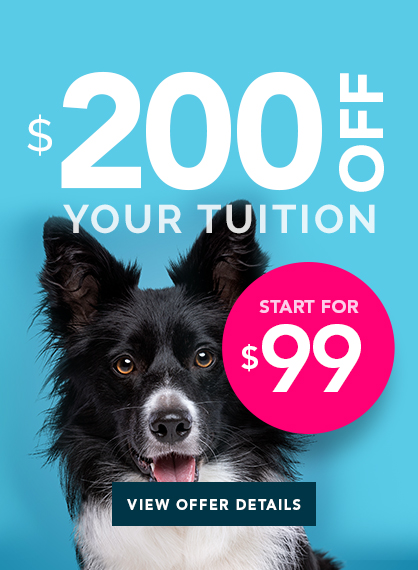 $200 OFF
YOUR TUITION
START FOR
$99
VIEW OFFER DETAILS